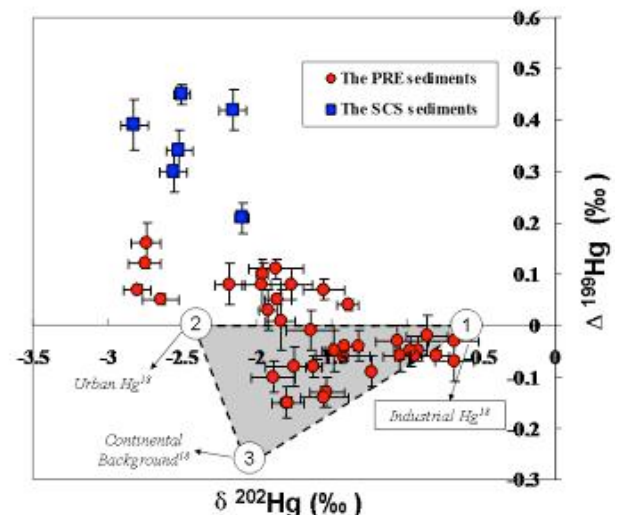 0.6
0.5
The PRE sediments
The SCS sediments
0.4
0.3
0.2
0.1
0
-0.1
-0.2
-0.3
Δ ¹⁹⁹Hg (‰)
2
1
-3.5 -3 -2.5 -2 -1.5 -1 -0.5 0
Urban Hg¹⁸
Industrial Hg¹⁸
Continental
Background¹⁸
3
δ ²⁰²Hg (‰)